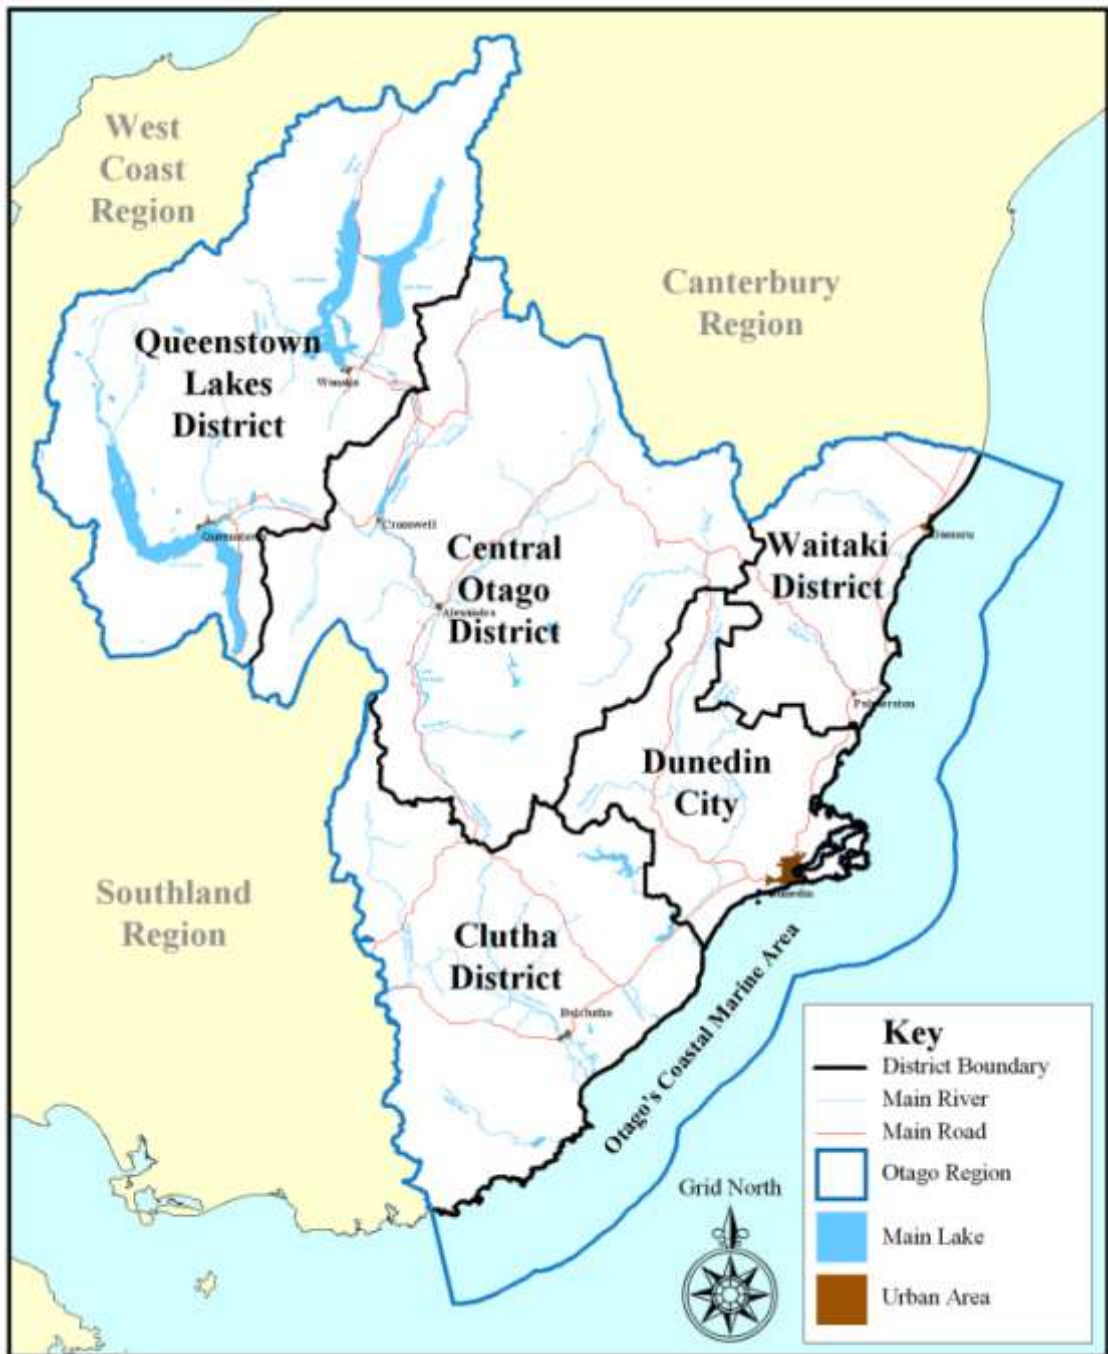 West
Coast
Region
Canterbury
Region
Queenstown
Lakes
District
Wanaka
Queenstown
Cromwell
Central
Otago
District
Alexandra
Waitaki
District
Oamaru
Palmerston
Dunedin
City
Dunedin
Southland
Region
Clutha
District
Balclutha
Otago's Coastal Marine Area
Grid North
Key
District Boundary
Main River
Main Road
Otago Region
Main Lake
Urban Area